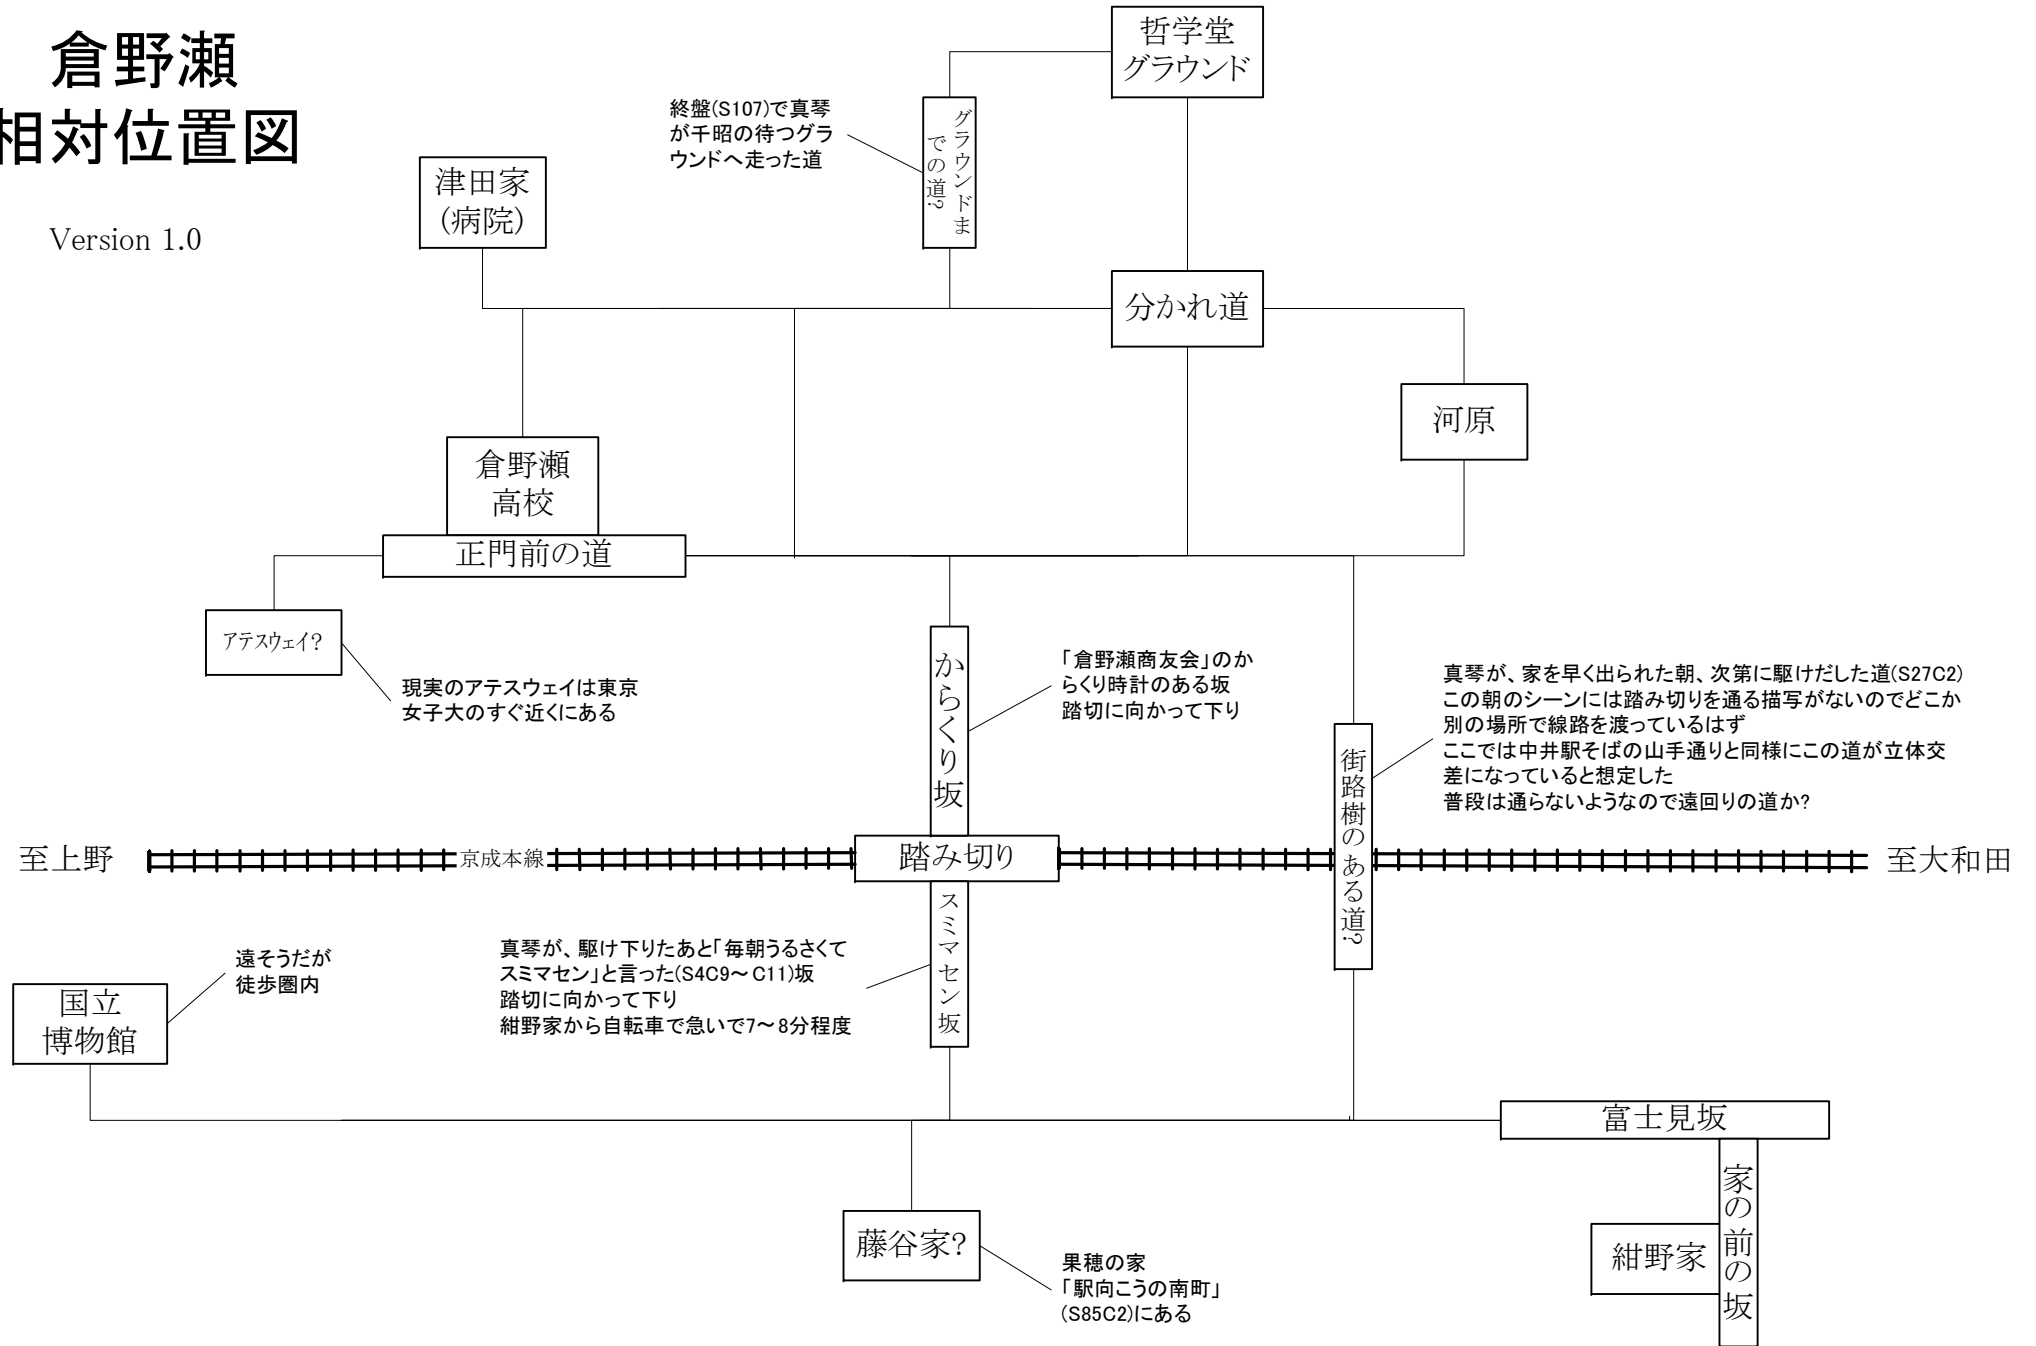 倉野瀬
相対位置図
Version 1.0
哲学堂
グラウンド
終盤(S107)で真琴
が千昭の待つグラ
ウンドへ走った道
グラウンドま
での道?
津田家
(病院)
分かれ道
河原
倉野瀬
高校
正門前の道
アテスウェイ?
現実のアテスウェイは東京
女子大のすぐ近くにある
からくり坂
「倉野瀬商友会」のか
らくり時計のある坂
踏切に向かって下り
真琴が、家を早く出られた朝、次第に駆けだした道(S27C2)
この朝のシーンには踏み切りを通る描写がないのでどこか
別の場所で線路を渡っているはず
ここでは中井駅そばの山手通りと同様にこの道が立体交
差になっていると想定した
普段は通らないようなので遠回りの道か?
街路樹のある道?
至上野
京成本線
踏み切り
至大和田
スミマセン坂
真琴が、駆け下りたあと「毎朝うるさくて
スミマセン」と言った(S4C9～C11)坂
踏切に向かって下り
紺野家から自転車で急いで7～8分程度
遠そうだが
徒歩圏内
国立
博物館
富士見坂
家の前の坂
紺野家
藤谷家?
果穂の家
「駅向こうの南町」
(S85C2)にある